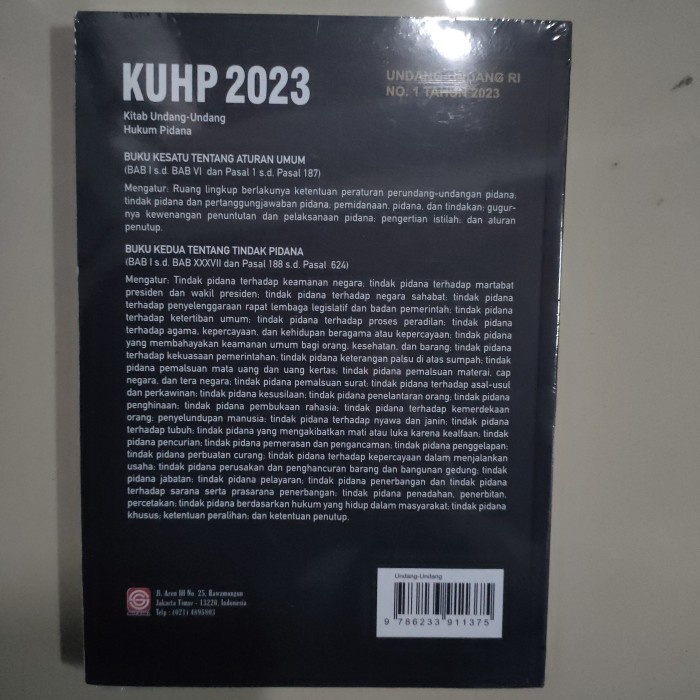 KUHP 2023
Kitab Undang-Undang
Hukum Pidana
UNDANG-UNDANG RI
NO. 1 TAHUN 2023
BUKU KESATU TENTANG ATURAN UMUM
(BAB I s.d. BAB VI dan Pasal 1 s.d. Pasal 187)
Mengatur: Ruang lingkup berlakunya ketentuan peraturan perundang-undangan pidana;
tindak pidana dan pertanggungjawaban pidana; pemidanaan, pidana, dan tindakan; gugur-
nya kewenangan penuntutan dan pelaksanaan pidana; pengertian istilah; dan aturan
penutup.
BUKU KEDUA TENTANG TINDAK PIDANA
(BAB I s.d. BAB XXXVII dan Pasal 188 s.d. Pasal 624)
Mengatur: Tindak pidana terhadap keamanan negara; tindak pidana terhadap martabat
presiden dan wakil presiden; tindak pidana terhadap negara sahabat; tindak pidana
terhadap penyelenggaraan rapat lembaga legislatif dan badan pemerintah; tindak pidana
terhadap ketertiban umum; tindak pidana terhadap proses peradilan; tindak pidana
terhadap agama, kepercayaan, dan kehidupan beragama atau kepercayaan; tindak pidana
yang membahayakan keamanan umum bagi orang, kesehatan, dan barang; tindak pidana
terhadap kekuasaan pemerintahan; tindak pidana keterangan palsu di atas sumpah; tindak
pidana pemalsuan mata uang dan uang kertas; tindak pidana pemalsuan materai, cap
negara, dan tera negara; tindak pidana pemalsuan surat; tindak pidana terhadap asal-usul
dan perkawinan; tindak pidana kesusilaan; tindak pidana penelantaran orang; tindak pidana
penghinaan; tindak pidana pembukaan rahasia; tindak pidana terhadap kemerdekaan
orang; penyelundupan manusia; tindak pidana terhadap nyawa dan janin; tindak pidana
terhadap tubuh; tindak pidana yang mengakibatkan mati atau luka karena kealfaan; tindak
pidana pencurian; tindak pidana pemerasan dan pengancaman; tindak pidana penggelapan;
tindak pidana perbuatan curang; tindak pidana terhadap kepercayaan dalam menjalankan
usaha; tindak pidana perusakan dan penghancuran barang dan bangunan gedung; tindak
pidana jabatan; tindak pidana pelayaran; tindak pidana penerbangan dan tindak pidana
terhadap sarana serta prasarana penerbangan; tindak pidana penadahan, penerbitan,
percetakan; tindak pidana berdasarkan hukum yang hidup dalam masyarakat; tindak pidana
khusus; ketentuan peralihan; dan ketentuan penutup.
Jl. Arun No. 25, Rawamangun
Jakarta Timur - 13220, Indonesia
Telp : (021) 4895803
Undang-Undang
9 786233 911375